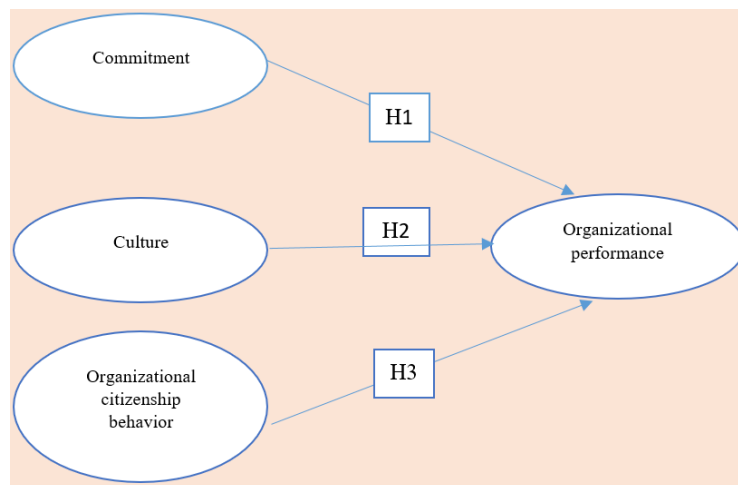 Commitment
H1
Culture
H2
Organizational
performance
Organizational
citizenship
behavior
H3